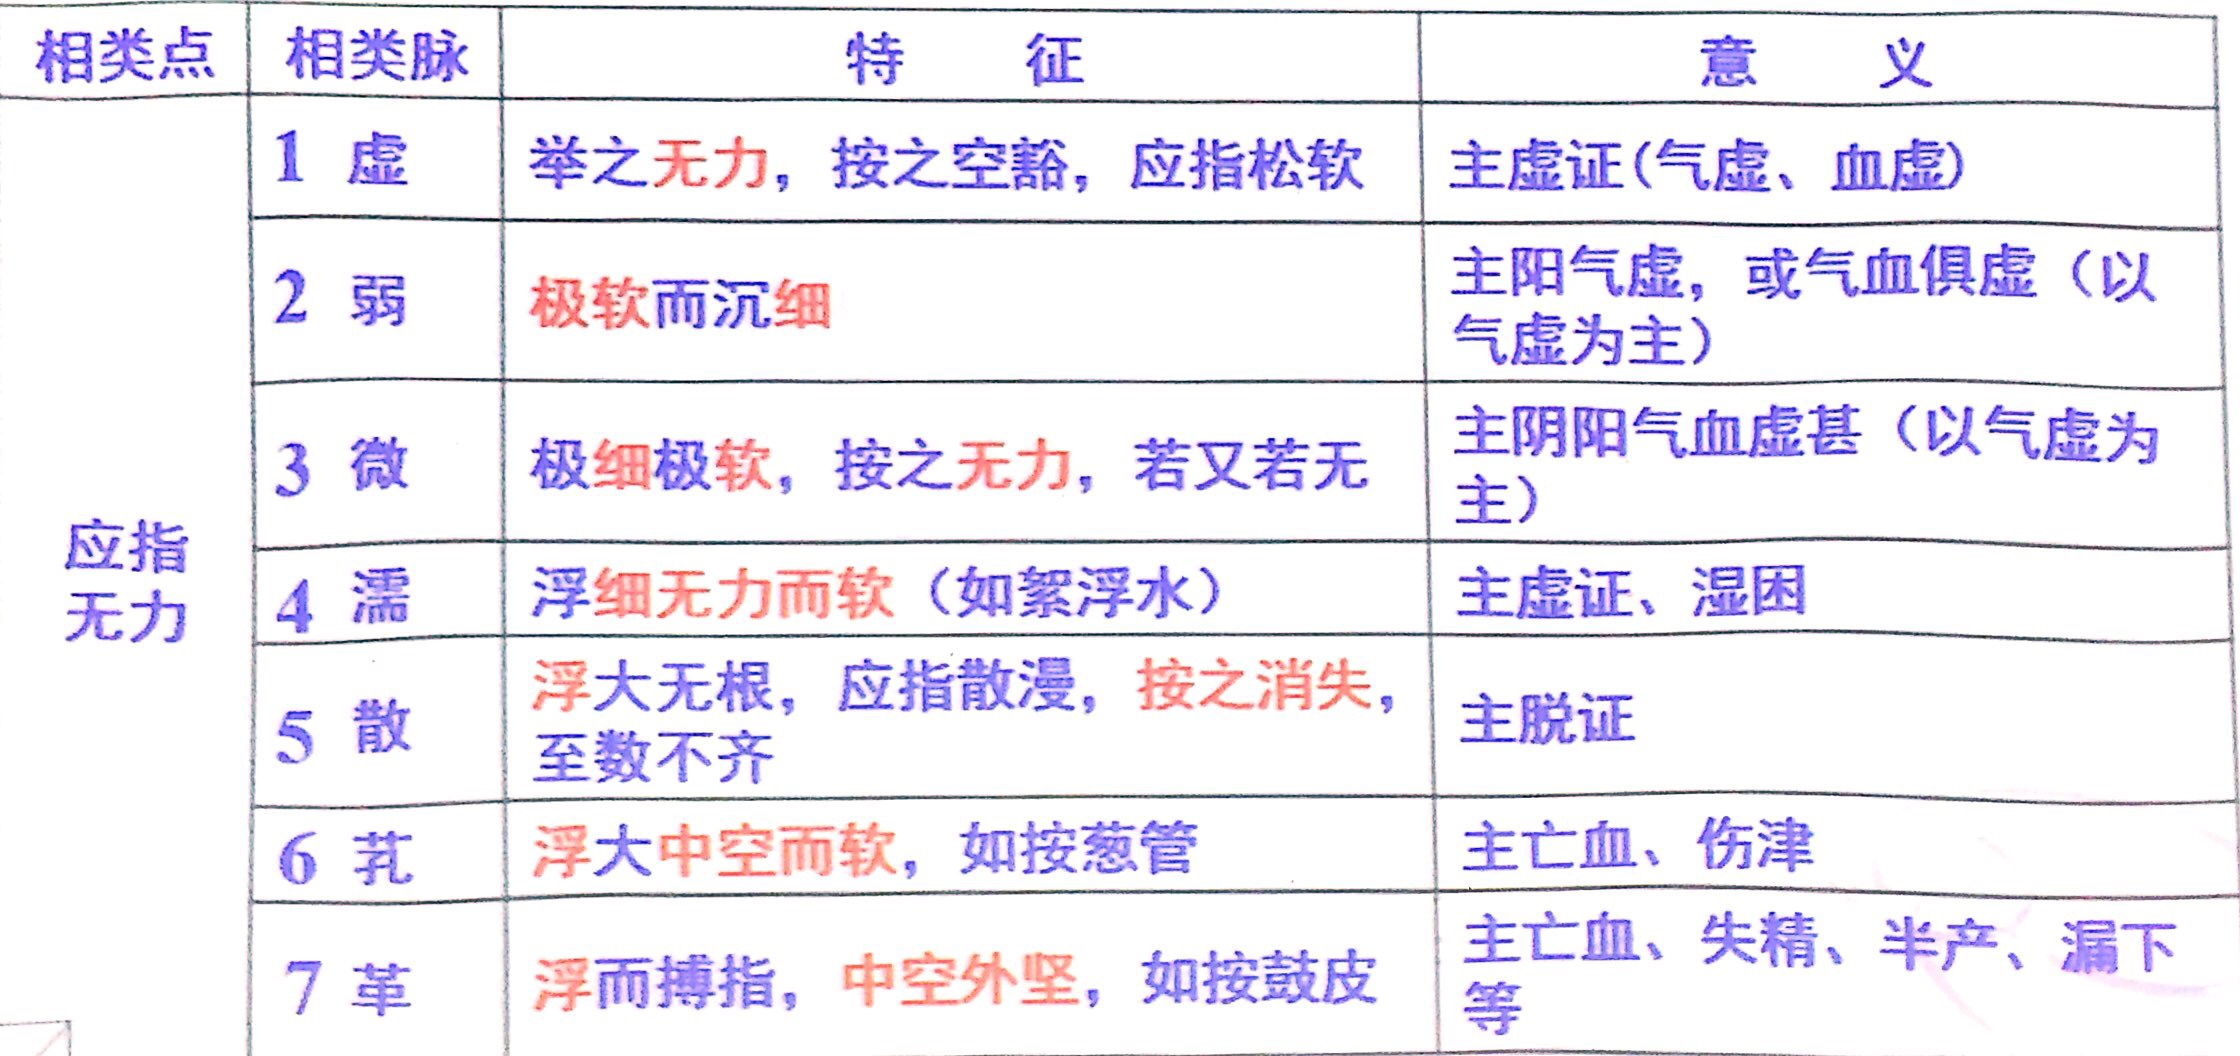 相类点 相类脉 特 征 意 义
应指
无力
1 虚 举之无力，按之空豁，应指松软 主虚证(气虚、血虚)
2 弱 极软而沉细 主阳气虚，或气血俱虚（以
气虚为主）
3 微 极细极软，按之无力，若又若无 主阴阳气血虚甚（以气虚为
主）
4 濡 浮细无力而软（如絮浮水） 主虚证、湿困
5 散 浮大无根，应指散漫，按之消失，
至数不齐 主脱证
6 芤 浮大中空而软，如按葱管 主亡血、伤津
7 革 浮而搏指，中空外坚，如按鼓皮 主亡血、失精、半产、漏下
等